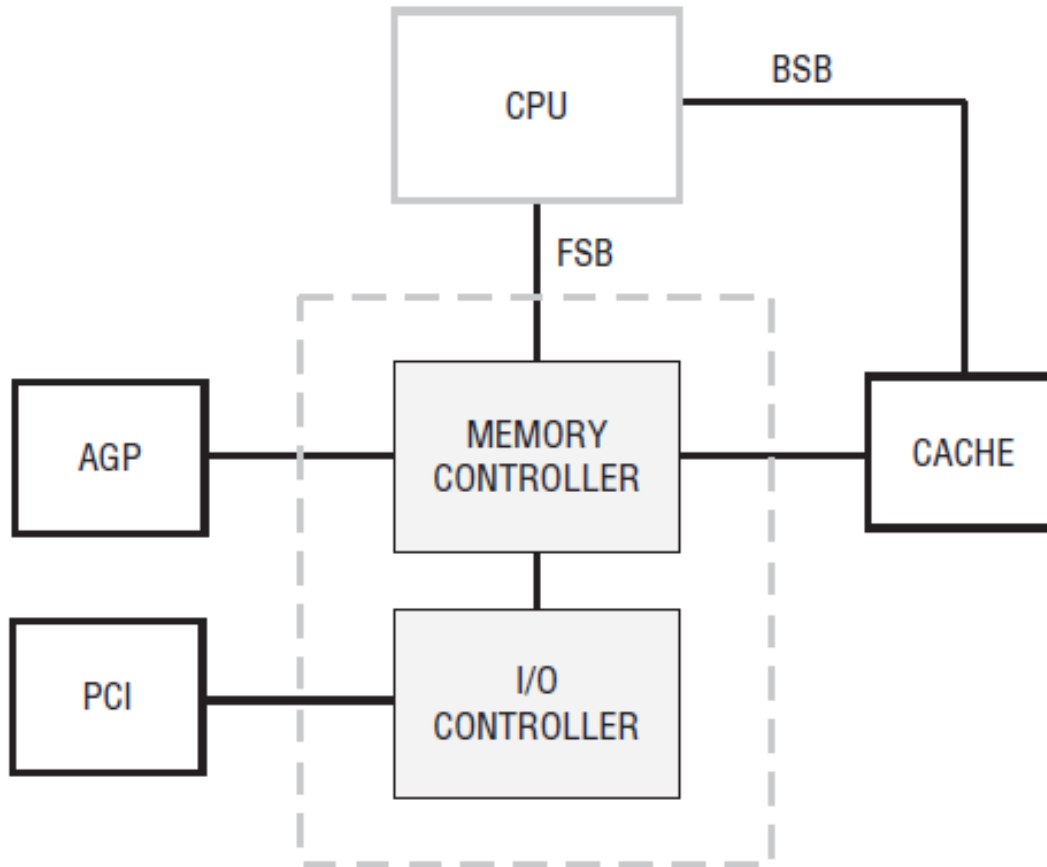 CPU
BSB
FSB
AGP
MEMORY
CONTROLLER
CACHE
PCI
I/O
CONTROLLER